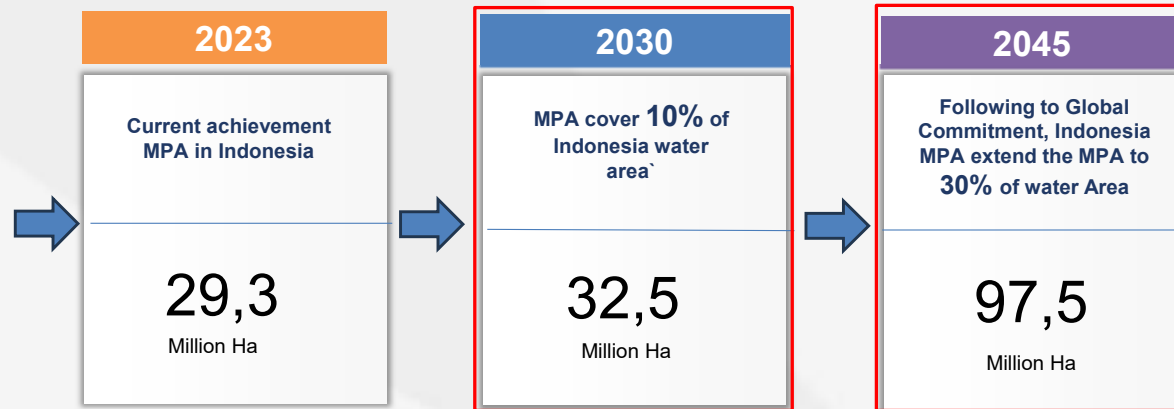 2023
Current achievement
MPA in Indonesia
29,3
Million Ha
2030
MPA cover 10% of
Indonesia water
area`
32,5
Million Ha
2045
Following to Global
Commitment, Indonesia
MPA extend the MPA to
30% of water Area
97,5
Million Ha